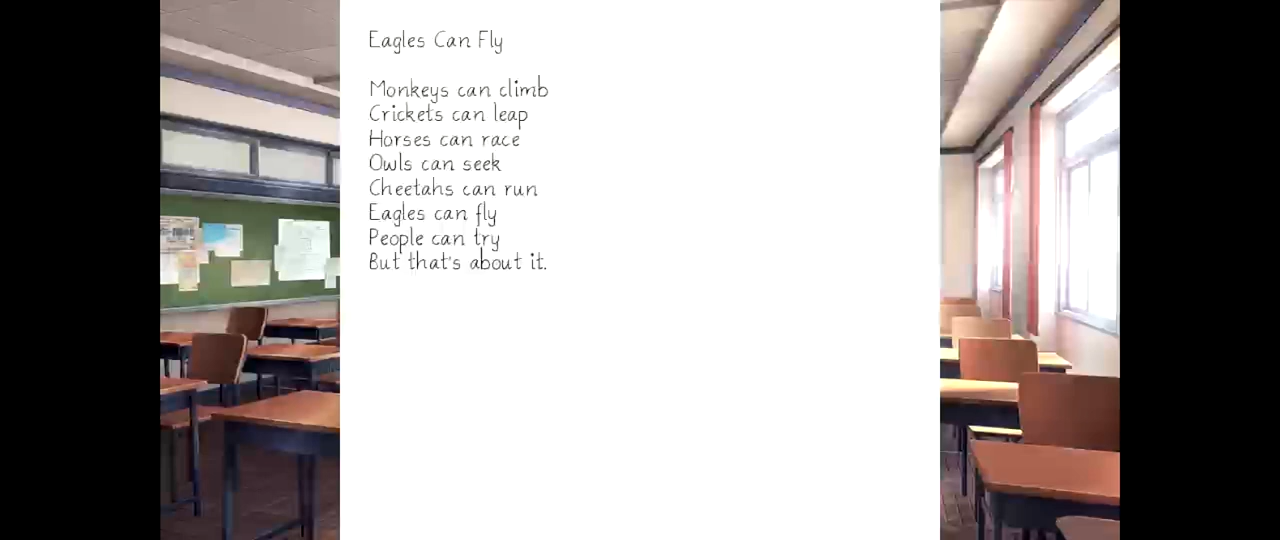 Eagles Can Fly
Monkeys can climb
Crickets can leap
Horses can race
Owls can seek
Cheetahs can run
Eagles can fly
People can try
But that's about it.